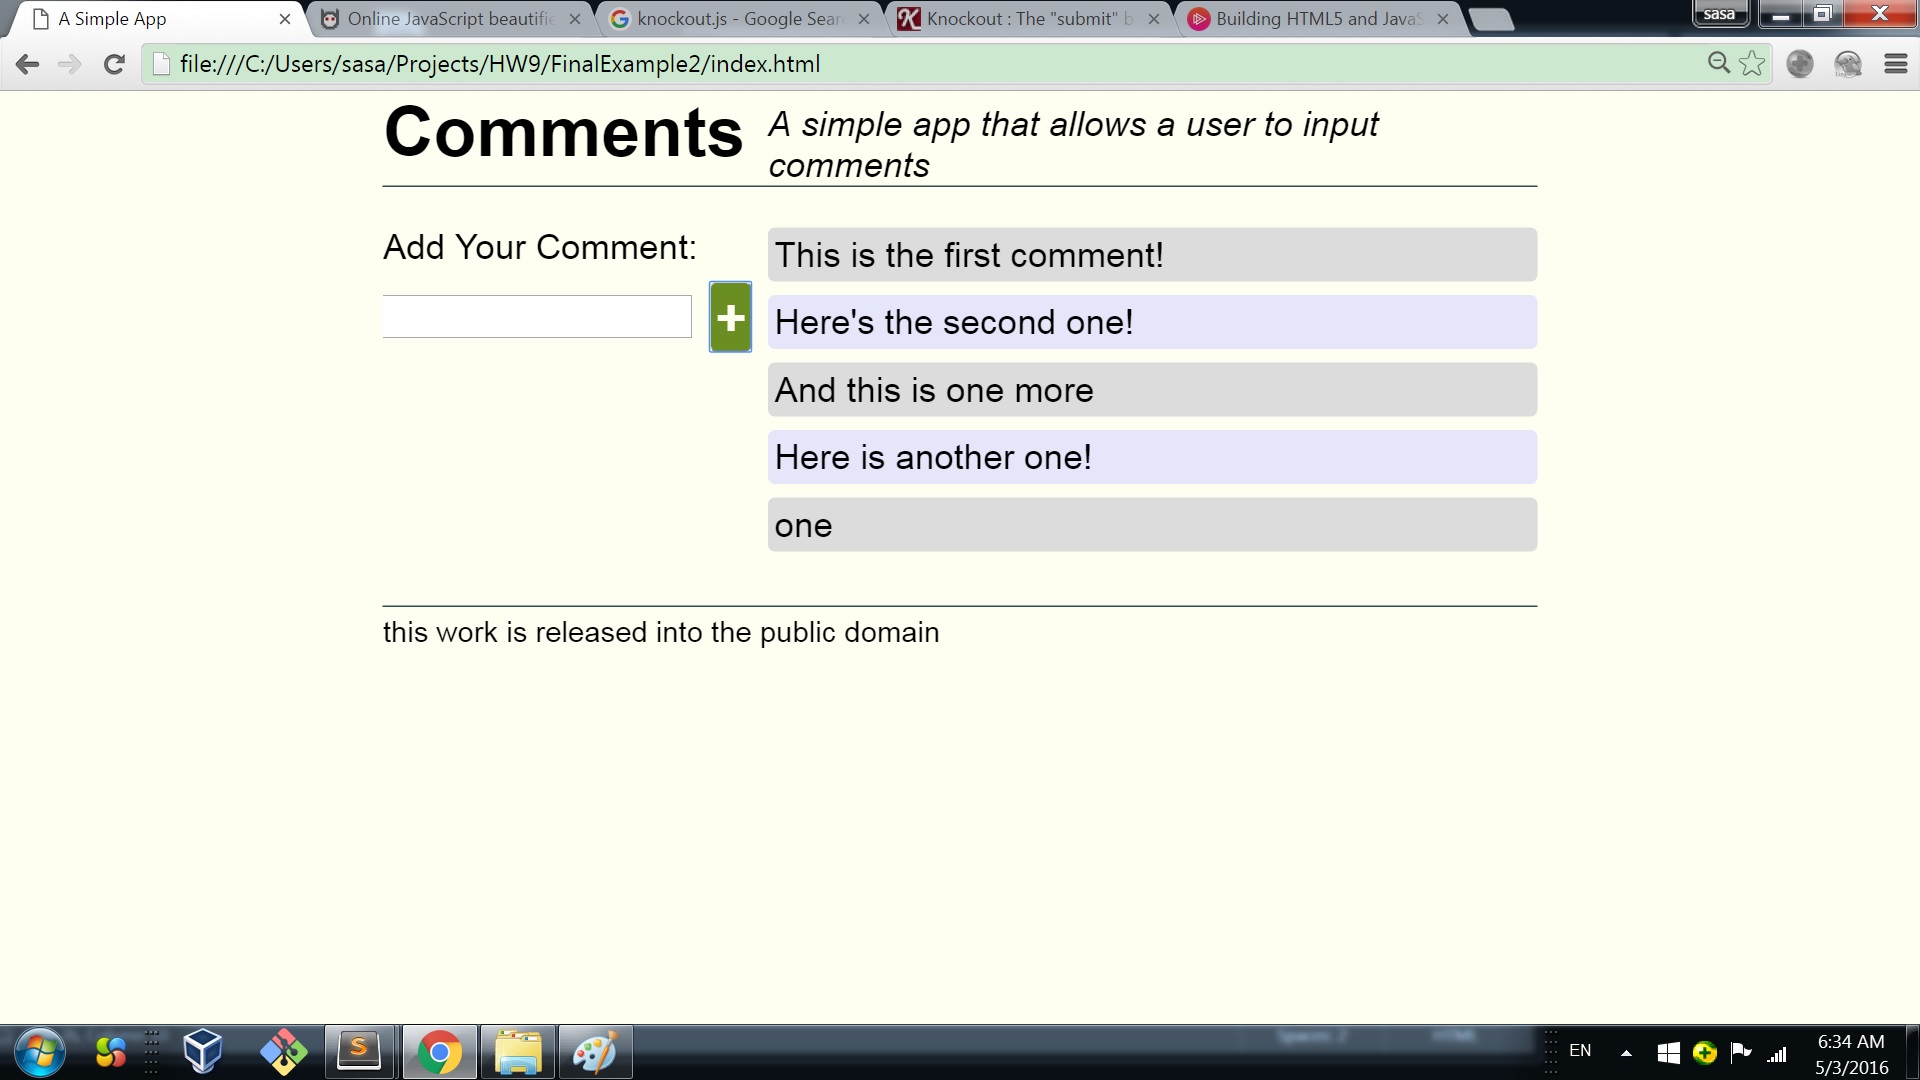 A Simple App
Online JavaScript beautifie
knockout.js - Google Sear
Knockout : The "submit" b
Building HTML5 and JavaS
sasa
file:///C:/Users/sasa/Projects/HW9/FinalExample2/index.html
Comments
A simple app that allows a user to input
comments
Add Your Comment:
+
This is the first comment!
Here's the second one!
And this is one more
Here is another one!
one
this work is released into the public domain
Spaces: 2
HTML
EN
6:34 AM
5/3/2016